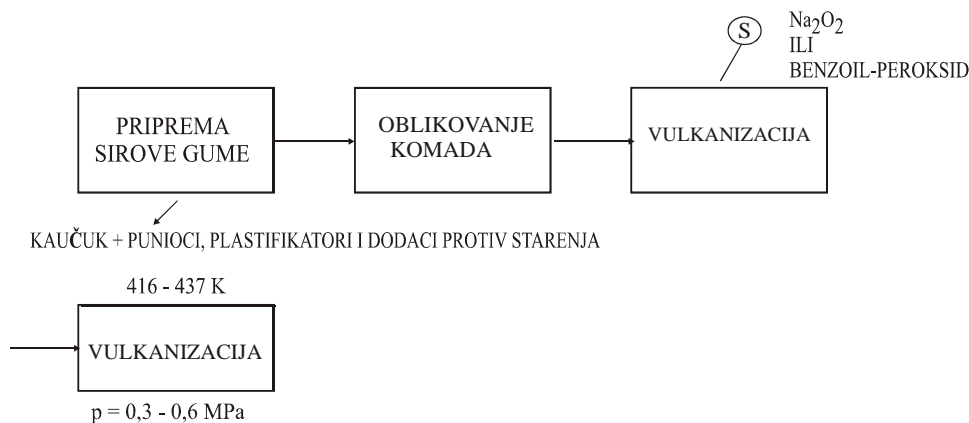 S
Na2O2
ILI
BENZOIL-PEROKSID
PRIPREMA
SIROVE GUME
OBLIKOVANJE
KOMADA
VULKANIZACIJA
KAUČUK + PUNIOCI, PLASTIFIKATORI I DODACI PROTIV STARENJA
416 - 437 K
VULKANIZACIJA
p = 0,3 - 0,6 MPa